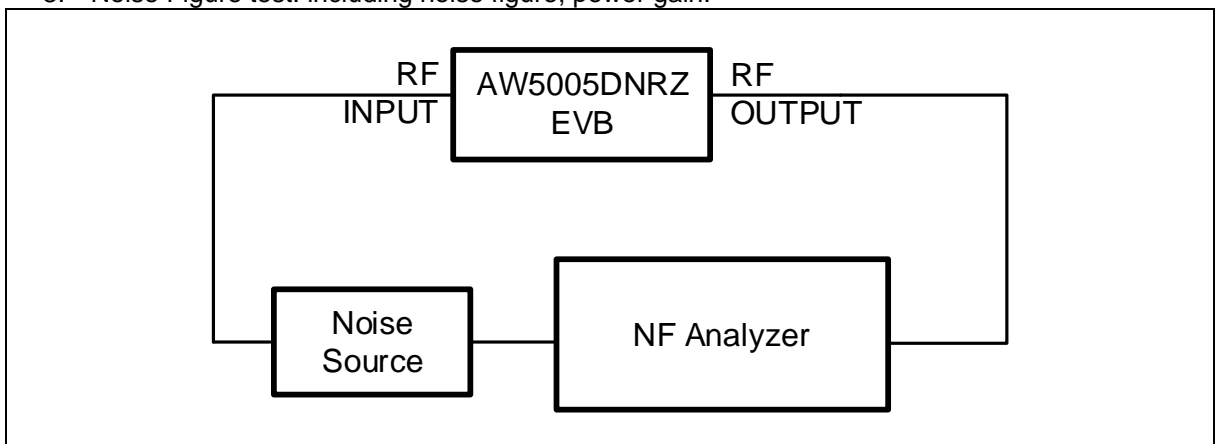 Noise Figure test: including noise figure, power gain.
RF
INPUT
AW5005DNRZ
EVB
RF
OUTPUT
Noise
Source
NF Analyzer